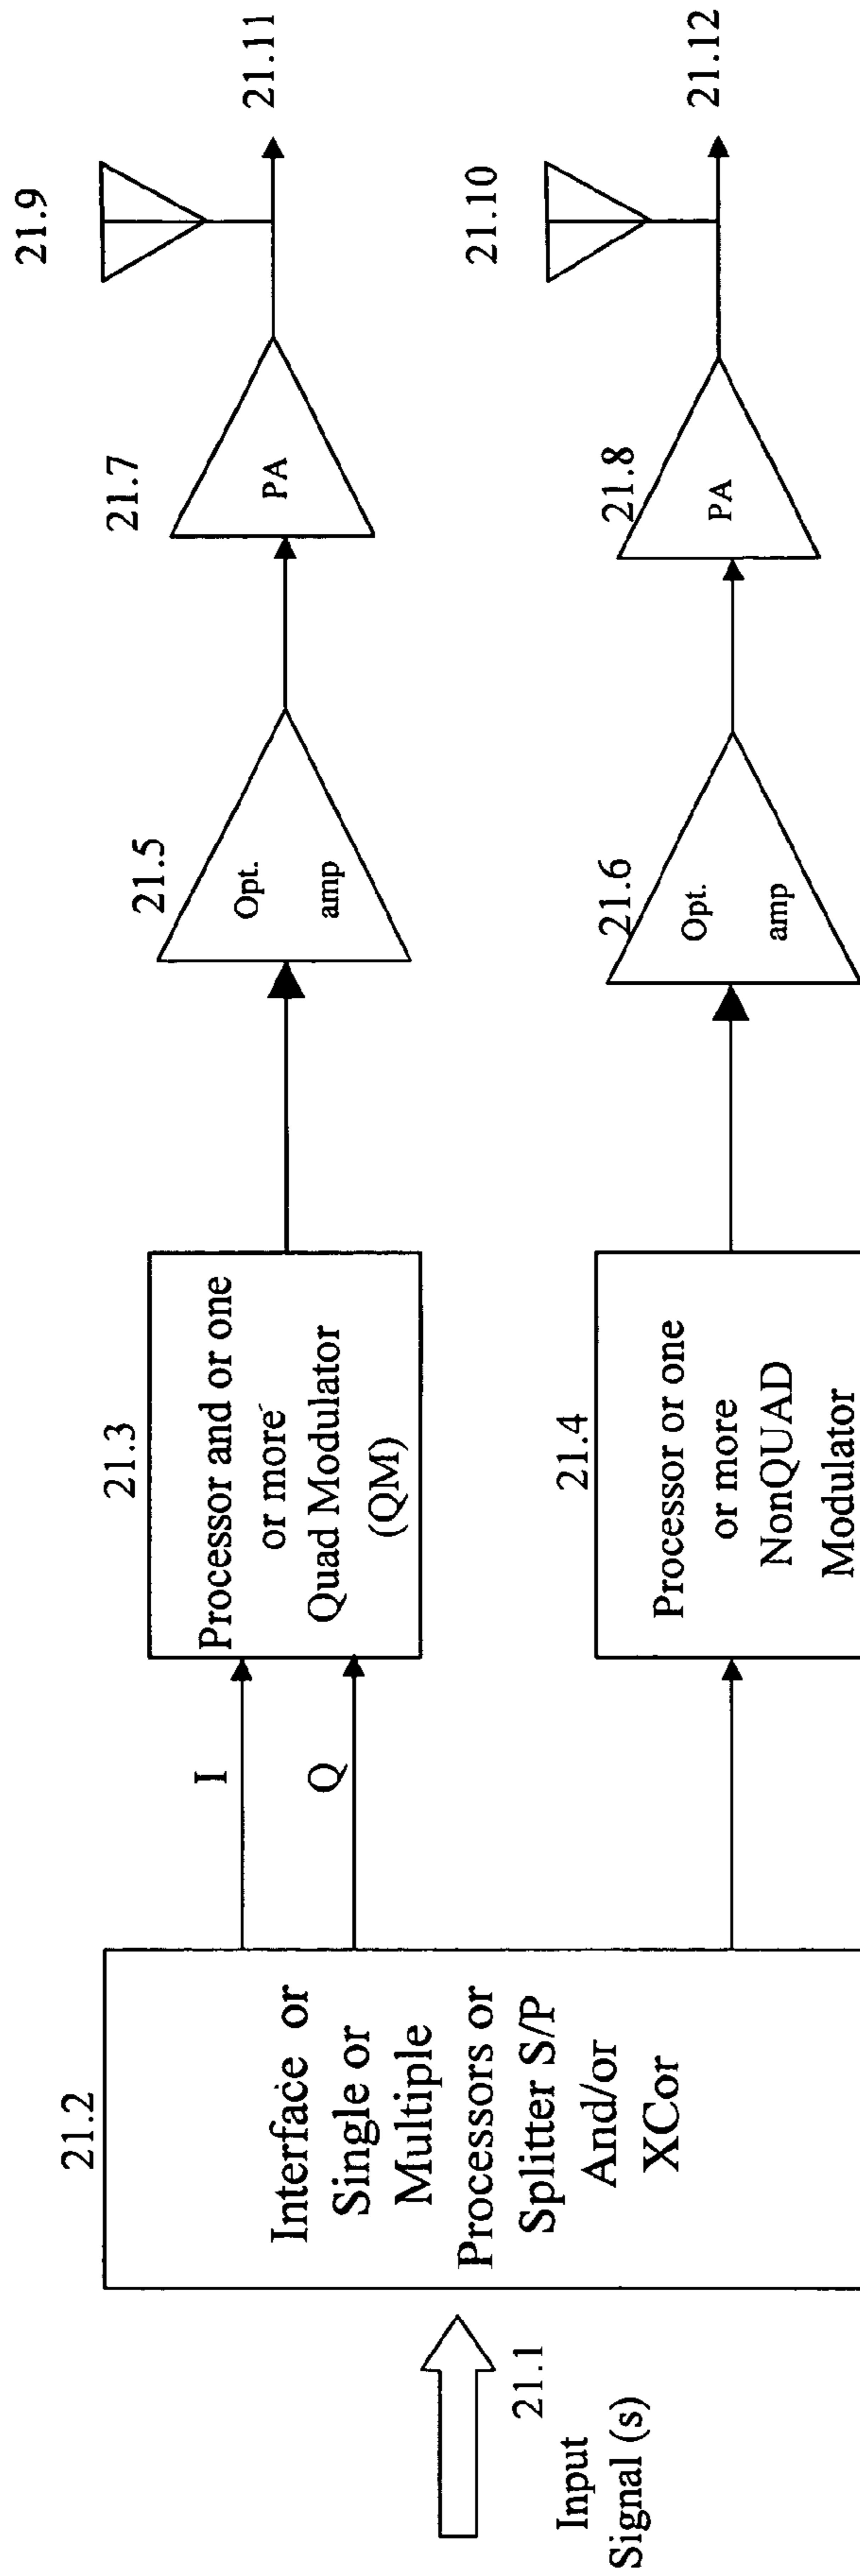 21.1
Input
Signal (s)
21.2
Interface or
Single or
Multiple
Processors or
Splitter S/P
And/or
XCor
I
Q
21.3
Processor and or one
or more
Quad Modulator
(QM)
21.5
Opt.
amp
21.7
PA
21.9
21.11
21.4
Processor or one
or more
NonQUAD
Modulator
21.6
Opt.
amp
21.8
PA
21.10
21.12